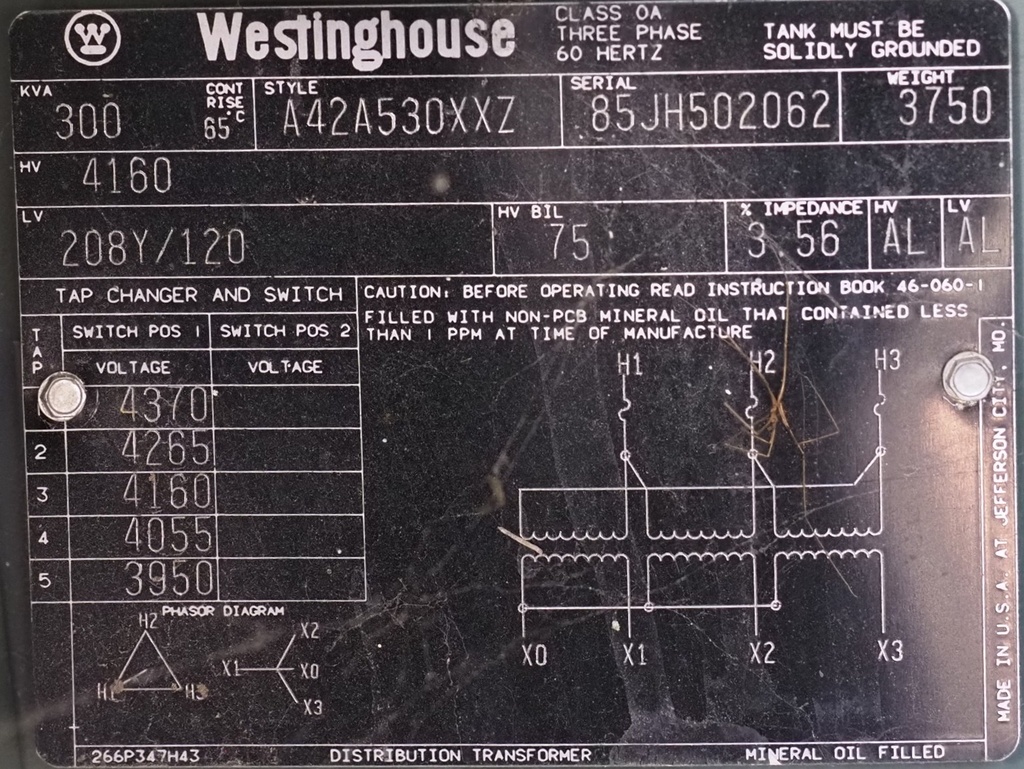 W
Westinghouse
CLASS OA
THREE PHASE
60 HERTZ
TANK MUST BE
SOLIDLY GROUNDED
KVA
300
CONT
RISE
65°C
STYLE
A42A530XXZ
SERIAL
85JH502062
WEIGHT
3750
HV
4160
LV
208Y/120
HV BIL
75
% IMPEDANCE
3 56
HV
AL
LV
AL
TAP CHANGER AND SWITCH
TAP
SWITCH POS 1
SWITCH POS 2
VOLTAGE
VOLTAGE
4370
2 4265
3 4160
4 4055
5 3950
CAUTION: BEFORE OPERATING READ INSTRUCTION BOOK 46-060-1
FILLED WITH NON-PCB MINERAL OIL THAT CONTAINED LESS
THAN 1 PPM AT TIME OF MANUFACTURE
H1 H2 H3
X0 X1 X2 X3
PHASOR DIAGRAM
H2
H1 H3
X2
X1 X0
X3
MADE IN U.S.A. AT JEFFERSON CITY, MO.
266P347H43
DISTRIBUTION TRANSFORMER
MINERAL OIL FILLED